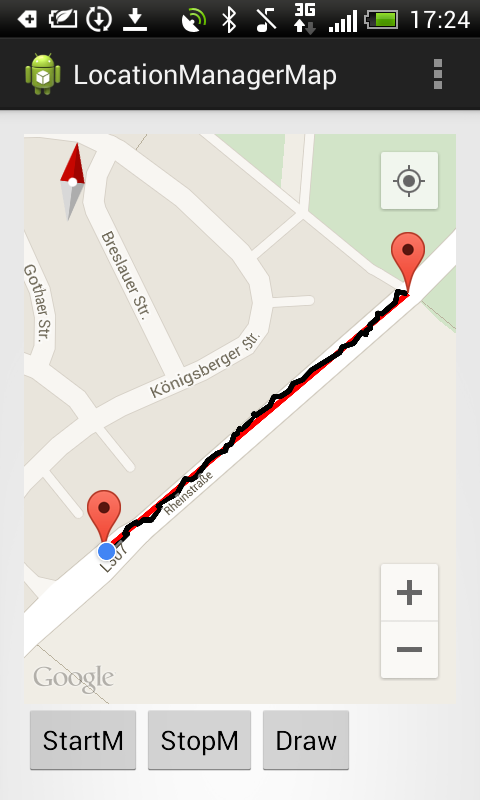 3G
17:24
LocationManagerMap
Breslauer Str.
Gothaer Str.
Königsberger Str.
Rheinstraße
L507
Google
StartM
StopM
Draw